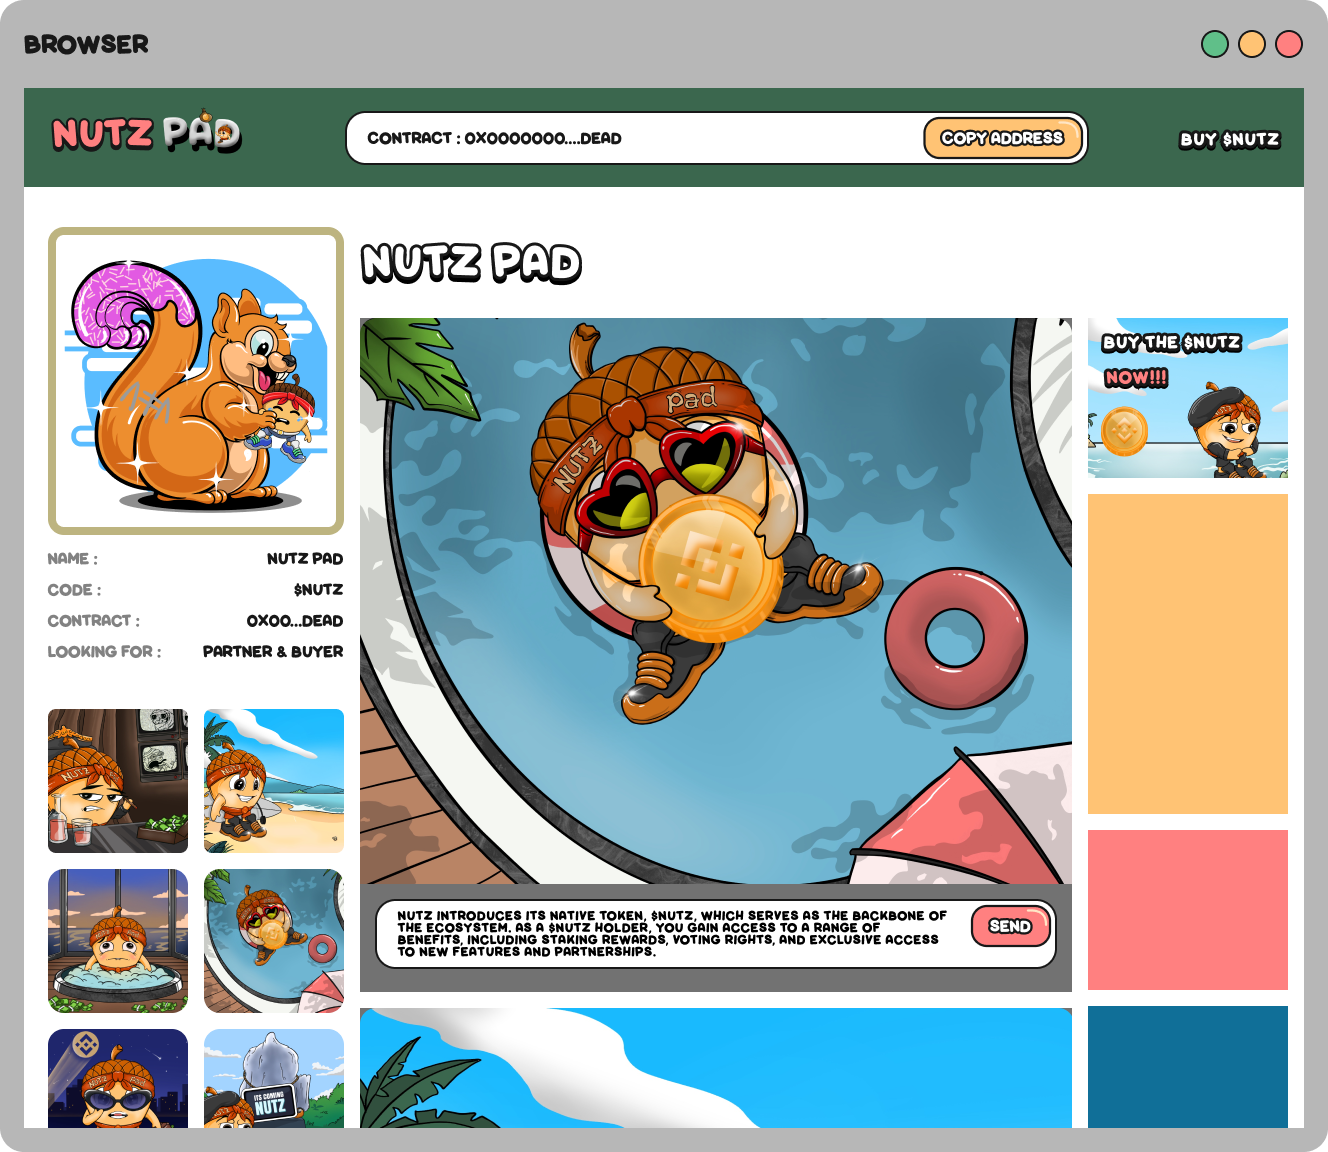 BROWSER
NUTZ PAD
CONTRACT : 0X0000000....DEAD
COPY ADDRESS
BUY $NUTZ
NUTZ PAD
NAME : NUTZ PAD
CODE : $NUTZ
CONTRACT : 0X00...DEAD
LOOKING FOR : PARTNER & BUYER
NUTZ pad
BUY THE $NUTZ
NOW!!!
NUTZ
NUTZ
NUTZ INTRODUCES ITS NATIVE TOKEN, $NUTZ, WHICH SERVES AS THE BACKBONE OF
THE ECOSYSTEM. AS A $NUTZ HOLDER, YOU GAIN ACCESS TO A RANGE OF
BENEFITS, INCLUDING STAKING REWARDS, VOTING RIGHTS, AND EXCLUSIVE ACCESS
TO NEW FEATURES AND PARTNERSHIPS.
SEND
NUTZ
ITS COMING
NUTZ